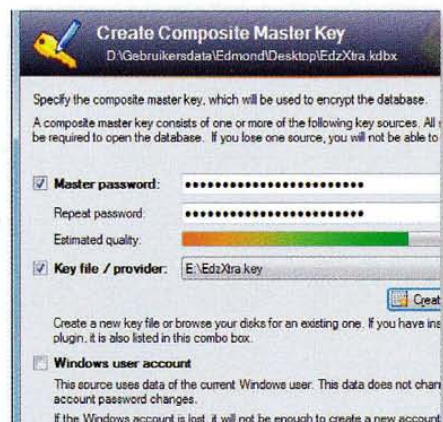 Create Composite Master Key
D:\Gebruikersdata\Edmond\Desktop\EdzXtra.kdbx
Specify the composite master key, which will be used to encrypt the database.
A composite master key consists of one or more of the following key sources. All
be required to open the database. If you lose one source, you will not be able to
Master password:
Repeat password:
Estimated quality:
Key file / provider: E:\EdzXtra.key
Creat
Create a new key file or browse your disks for an existing one. If you have ins
plugin, it is also listed in this combo box.
Windows user account
This source uses data of the current Windows user. This data does not chan
account password changes.
If the Windows account is lost, it will not be enough to create a new account